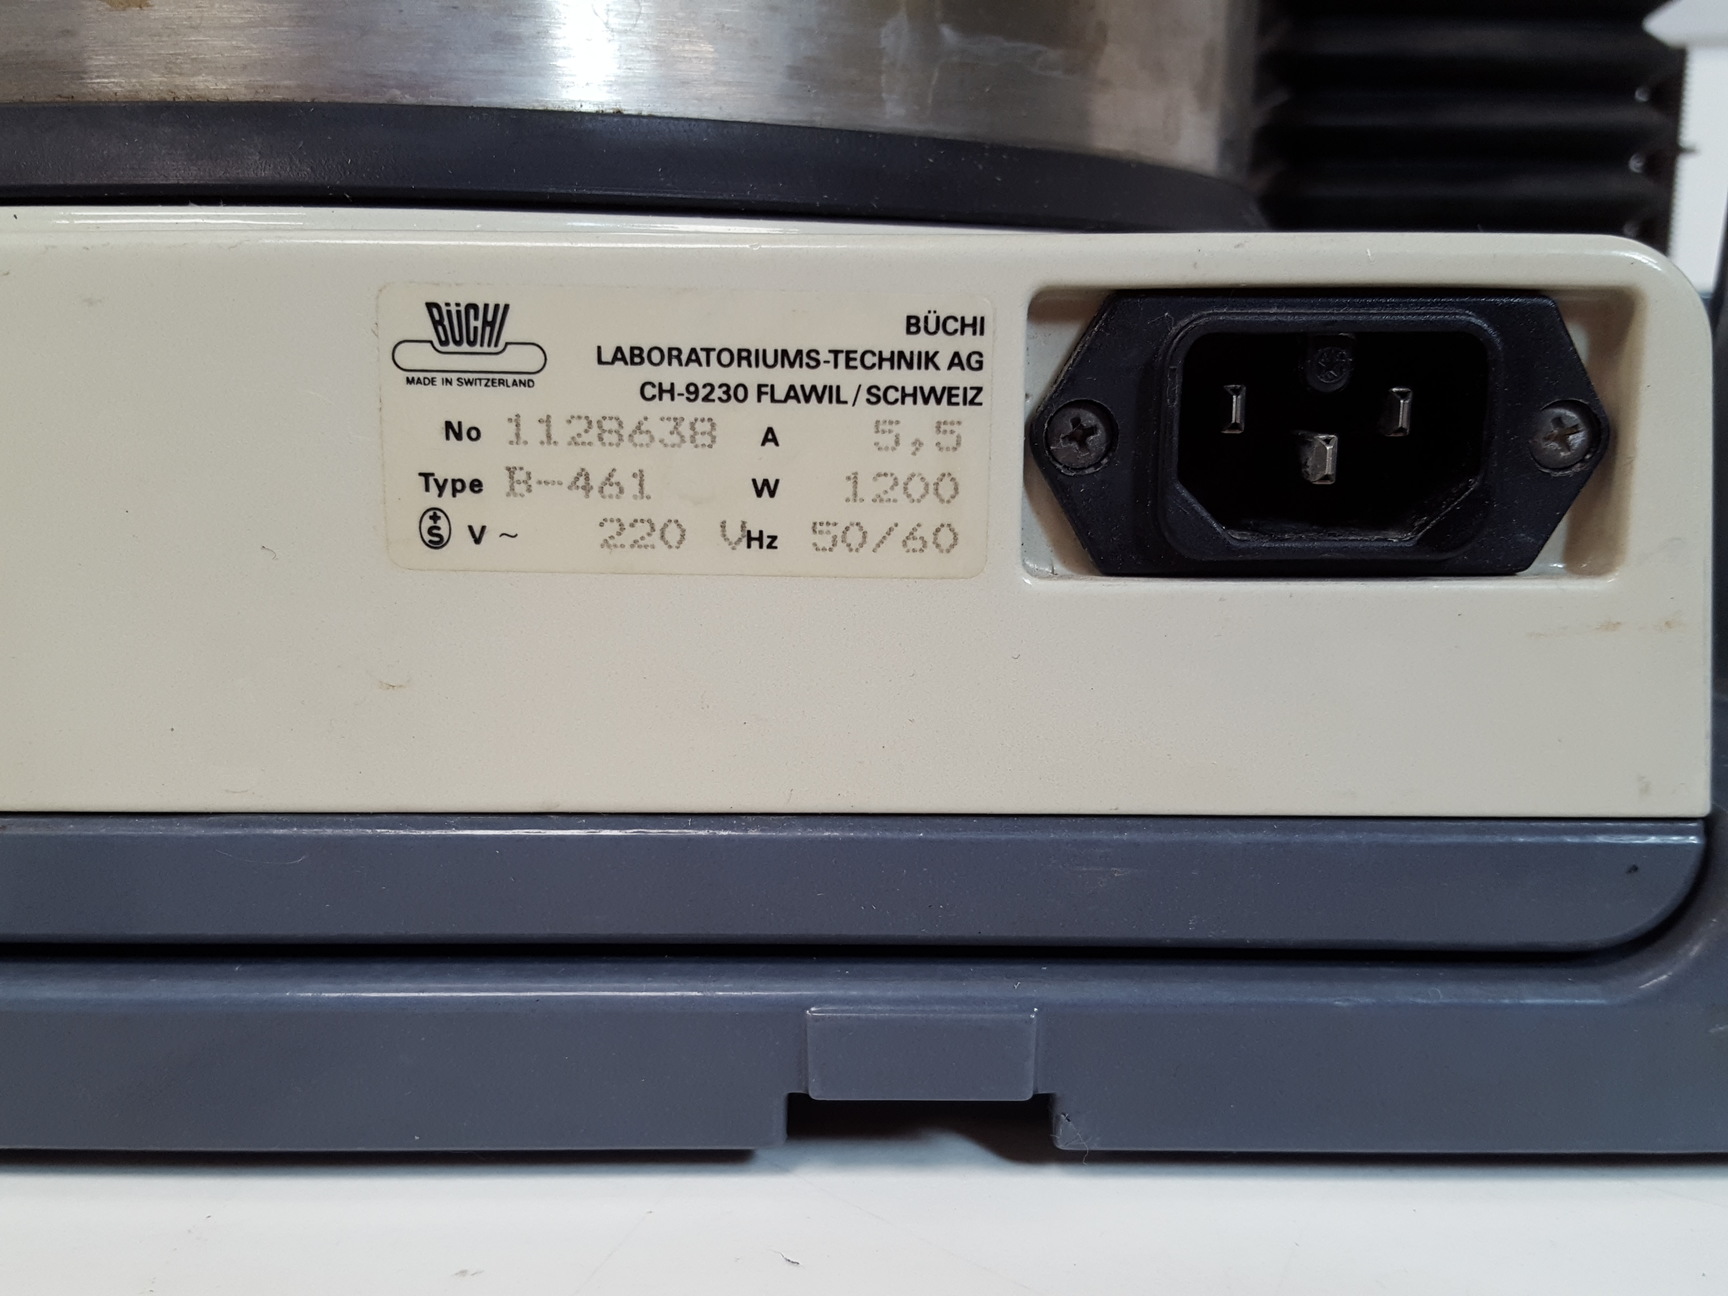 BÜCHI
MADE IN SWITZERLAND
BÜCHI
LABORATORIUMS-TECHNIK AG
CH-9230 FLAWIL/SCHWEIZ
No 1128638 A 5,5
Type B-461 W 1200
+S V ~ 220 V Hz 50/60